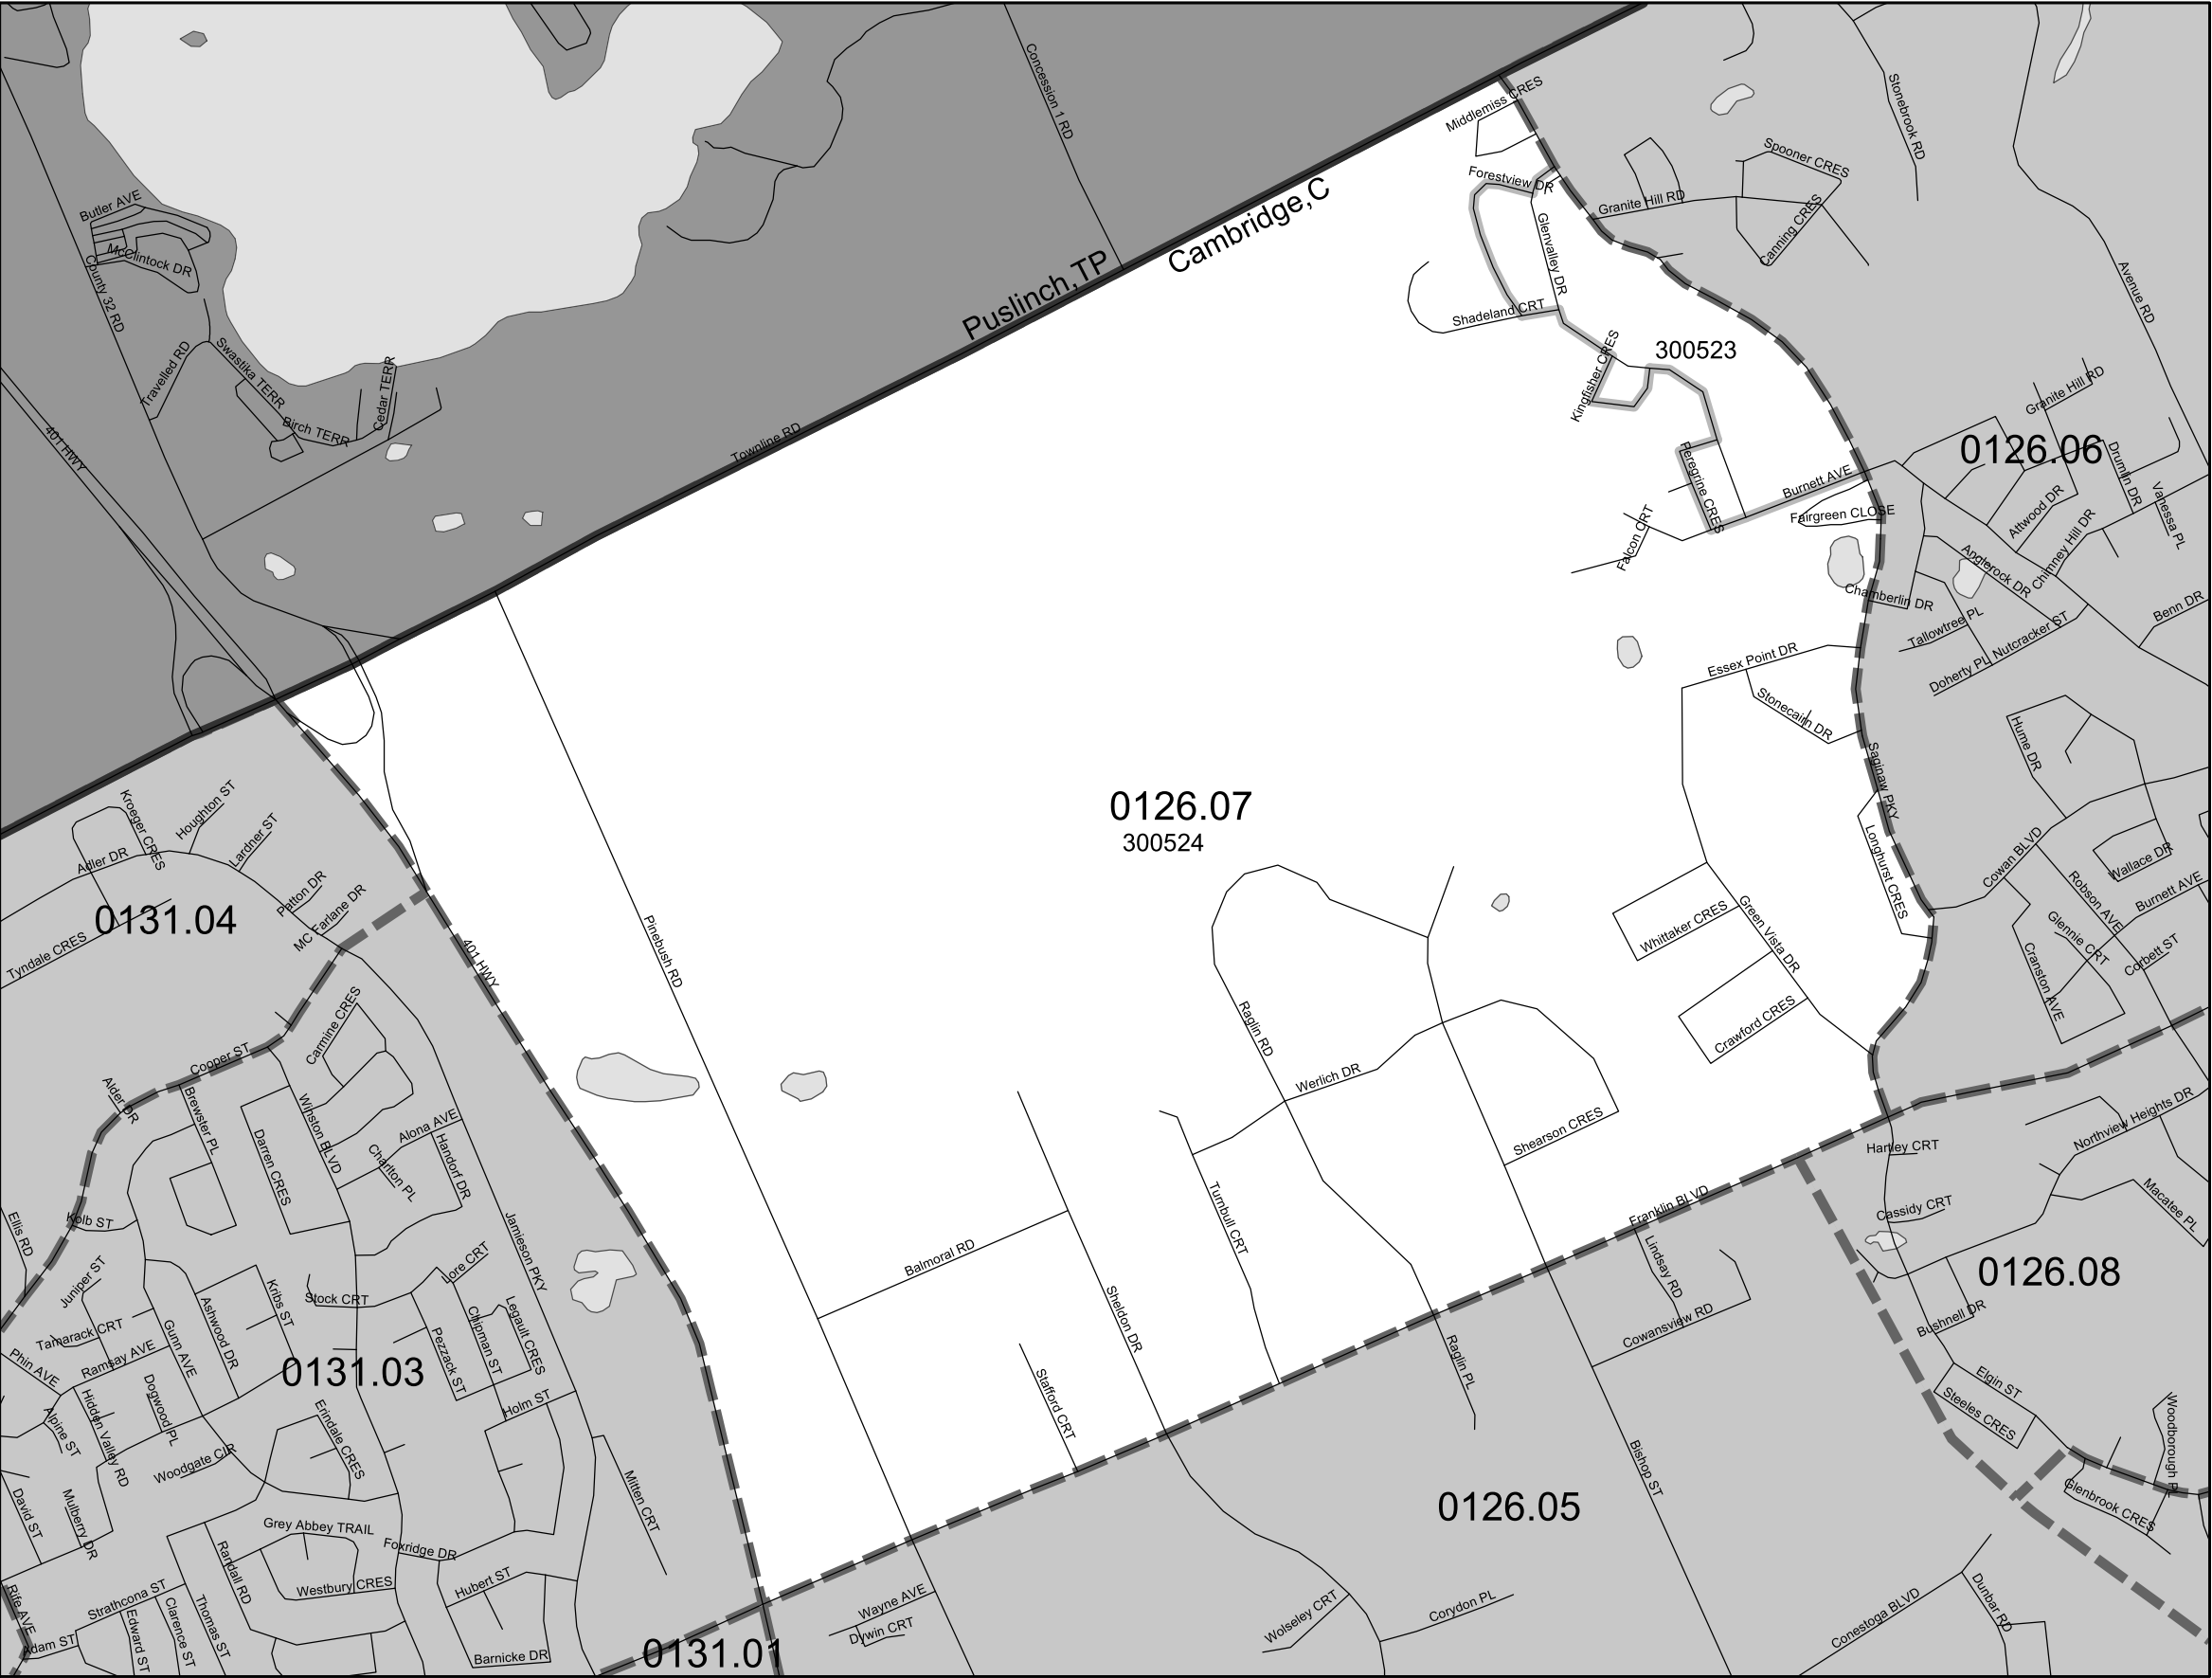 Concession 1 RD
Middlemiss CRES
Stonebrook RD
Spooner CRES
Forestview DR
Granite Hill RD
Canning CRES
Butler AVE
McClintock DR
County 32 RD
Puslinch, TP
Cambridge, C
Glenvalley DR
Shadeland CRT
Avenue RD
Travelled RD
Swastika TERR
Cedar TERR
Birch TERR
Kingfisher CRES
300523
Granite Hill RD
401 HWY
Townline RD
0126.06
Drumlin DR
Peregrine CRES
Burnett AVE
Fairgreen CLOSE
Attwood DR
Vanessa PL
Falcon CRT
Chimney Hill DR
Anglerock DR
Chamberlin DR
Tallowtree PL
Nutcracker ST
Doherty PL
Benn DR
Essex Point DR
Stonecairn DR
Hume DR
Saginaw PKY
Kroeger CRES
Houghton ST
Lardner ST
Adler DR
Patton DR
MC Farlane DR
0131.04
Tyndale CRES
0126.07
300524
Longhurst CRES
Cowan BLVD
Wallace DR
Robson AVE
Burnett AVE
Glennie CRT
Corbett ST
Cranston AVE
Pinebush RD
401 HWY
Whittaker CRES
Green Vista DR
Crawford CRES
Raglin RD
Werlich DR
Shearson CRES
Carmine CRES
Cooper ST
Alder DR
Brewster PL
Winston BLVD
Darren CRES
Alona AVE
Charlton PL
Handorf DR
Northview Heights DR
Hartley CRT
Macatee PL
Cassidy CRT
Kolb ST
Ellis RD
Jamieson PKY
Turnbull CRT
Franklin BLVD
Lindsay RD
Balmoral RD
Lore CRT
Juniper ST
Kribs ST
Stock CRT
Ashwood DR
Legault CRES
Chipman ST
Pezzack ST
Sheldon DR
Cowansview RD
0126.08
Bushnell DR
Tamarack CRT
Ramsay AVE
Gunn AVE
Phin AVE
0131.03
Raglin PL
Stafford CRT
Elgin ST
Steeles CRES
Woodborough
Dogwood PL
Hidden Valley RD
Alpine ST
Holm ST
Erindale CRES
Woodgate CIR
Mitten CRT
Bishop ST
0126.05
Glenbrook CRES
David ST
Mulberry DR
Grey Abbey TRAIL
Foxridge DR
Randall RD
Westbury CRES
Hubert ST
Rife AVE
Strathcona ST
Edward ST
Clarence ST
Thomas ST
Adam ST
Barnicke DR
0131.01
Wayne AVE
Dywin CRT
Wolseley CRT
Corydon PL
Conestoga BLVD
Dunbar RD